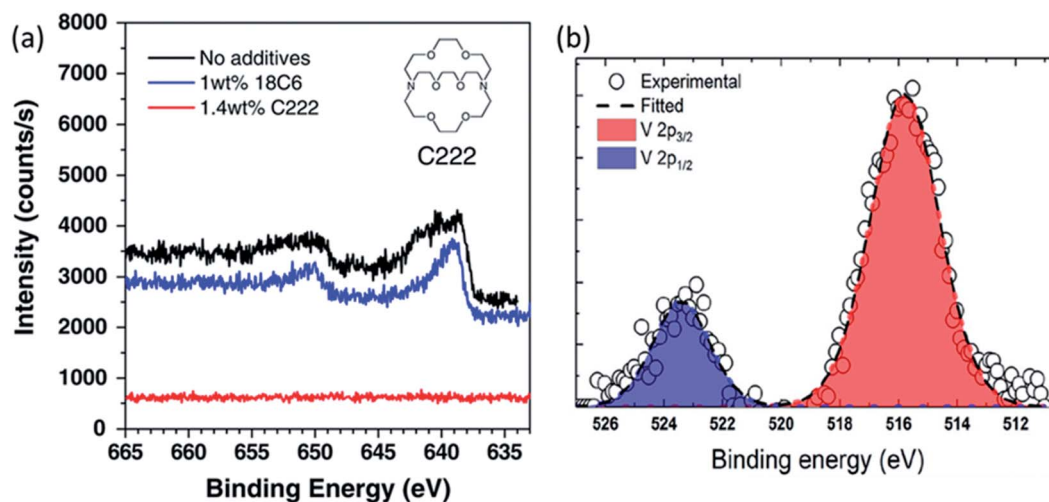 (a)
8000
7000
6000
5000
4000
3000
2000
1000
0
Intensity (counts/s)
No additives
1wt% 18C6
1.4wt% C222
O O
N O O N
O O
C222
665 660 655 650 645 640 635
Binding Energy (eV)
(b)
Experimental
Fitted
V 2p3/2
V 2p1/2
526 524 522 520 518 516 514 512
Binding energy (eV)